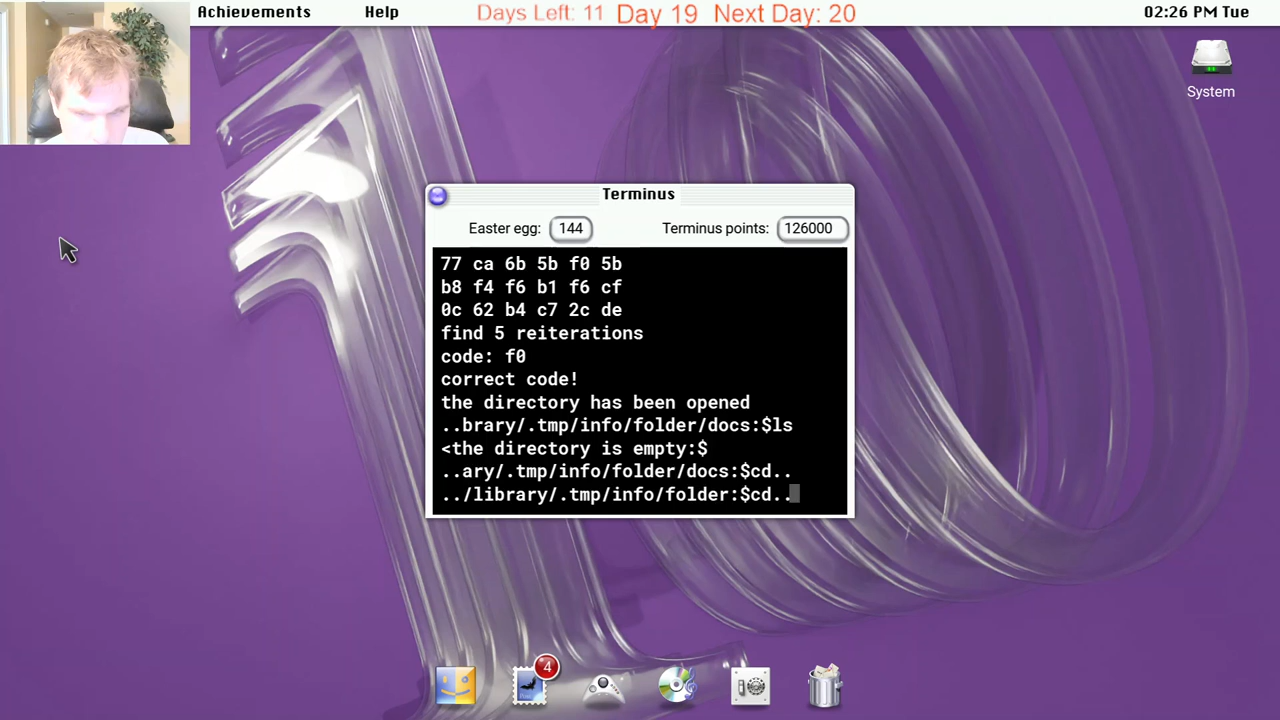 Achievements Help Days Left: 11 Day 19 Next Day: 20 02:26 PM Tue
System
Terminus
Easter egg: 144 Terminus points: 126000
77 ca 6b 5b f0 5b
b8 f4 f6 b1 f6 cf
0c 62 b4 c7 2c de
find 5 reiterations
code: f0
correct code!
the directory has been opened
..brary/.tmp/info/folder/docs:$ls
<the directory is empty:$
..ary/.tmp/info/folder/docs:$cd..
../library/.tmp/info/folder:$cd..
4